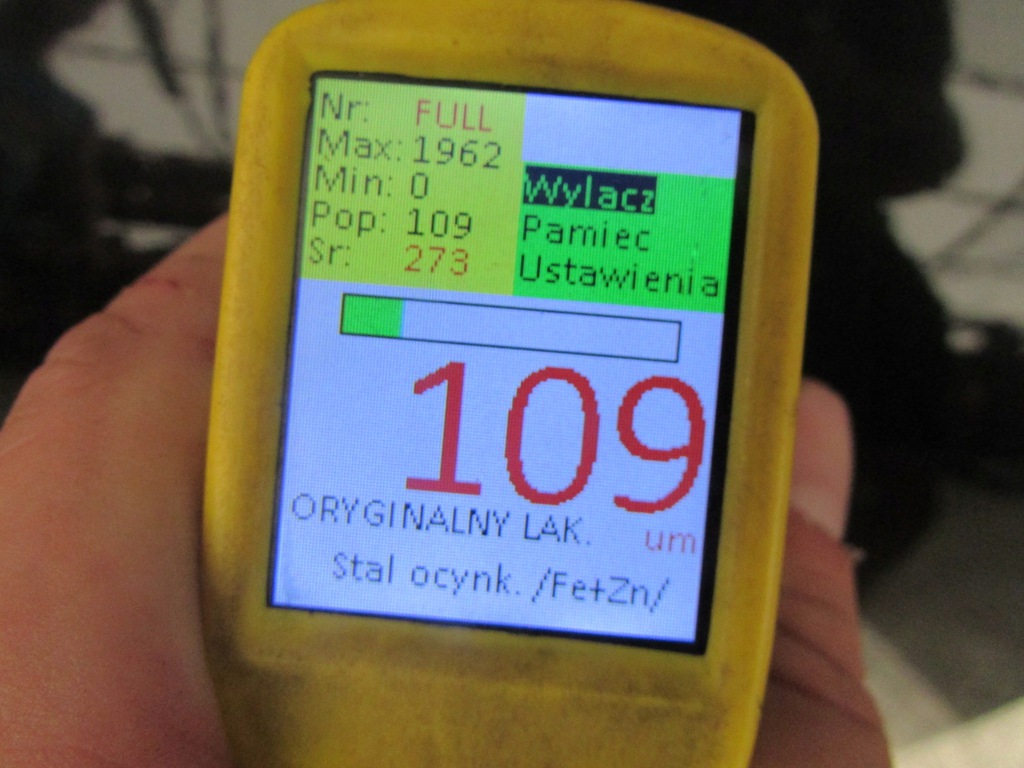 Nr: FULL
Max: 1962
Min: 0
Pop: 109
Sr: 273
Wylacz
Pamiec
Ustawienia
109
um
ORYGINALNY LAK.
Stal ocynk. /Fe+Zn/